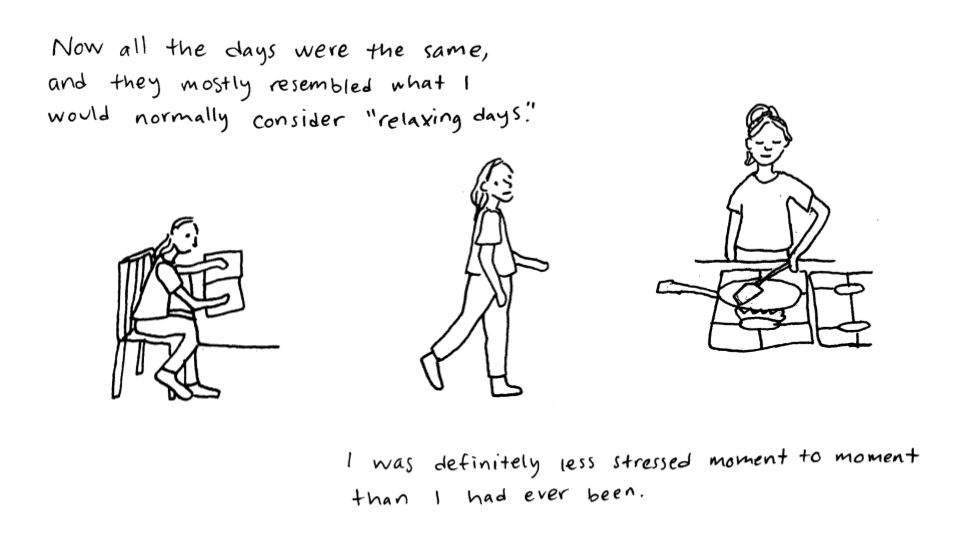 Now all the days were the same,
and they mostly resembled what I
would normally consider "relaxing days."
I was definitely less stressed moment to moment
than I had ever been.